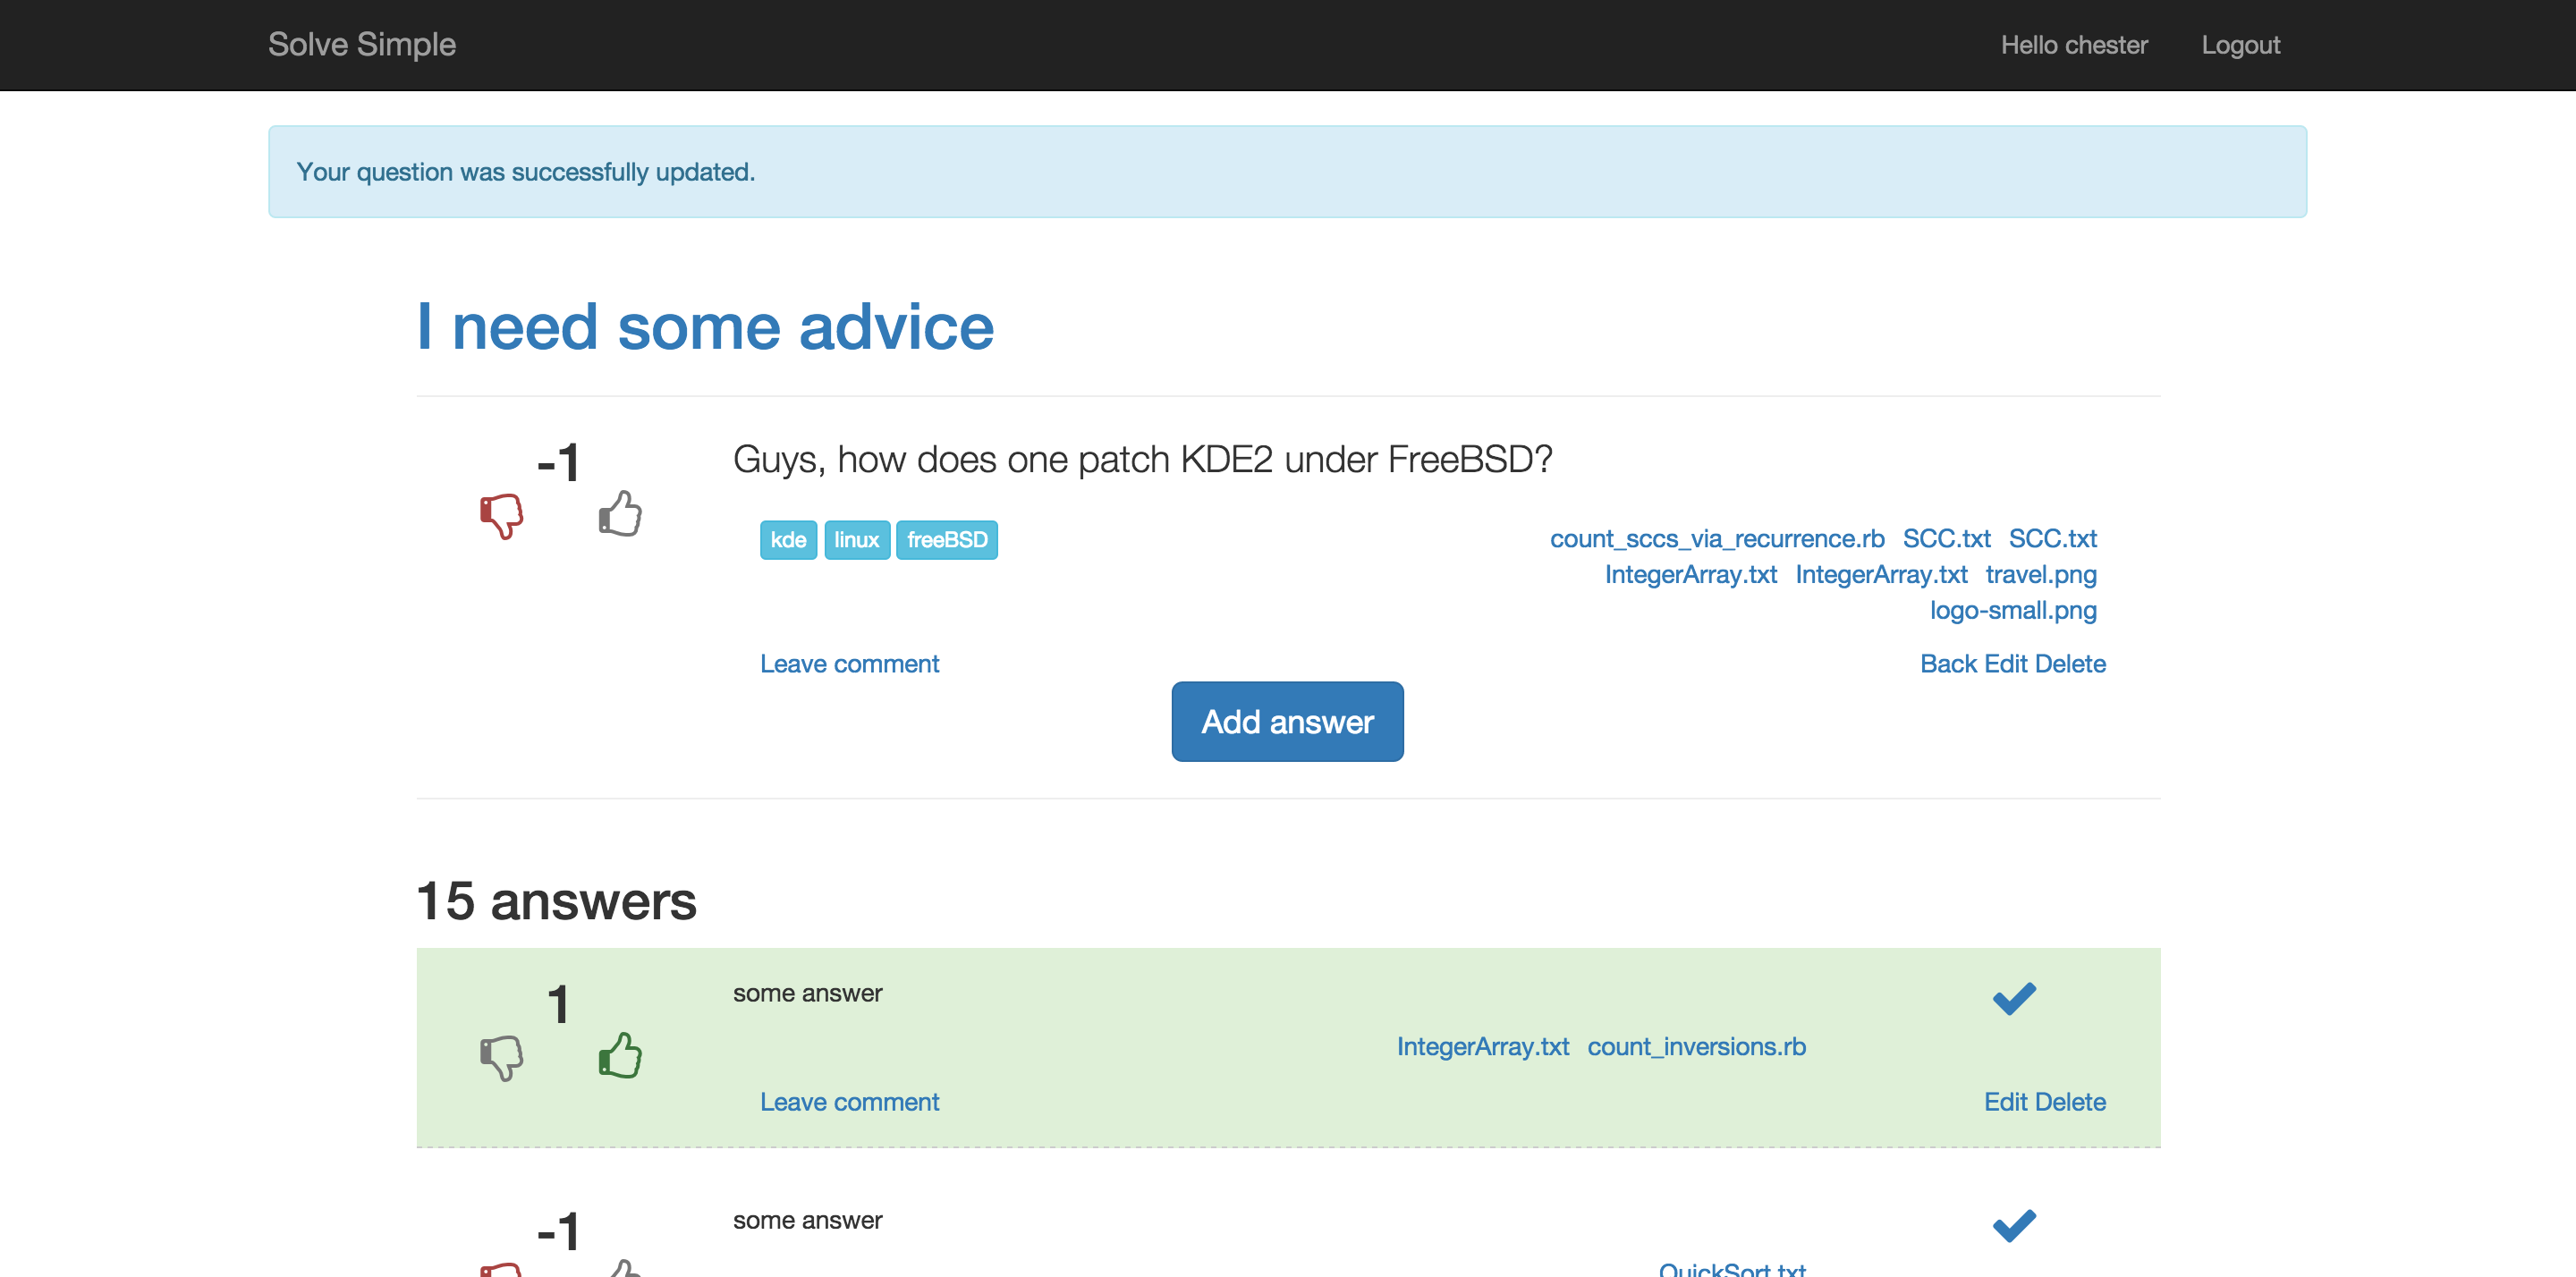 Solve Simple Hello chester Logout
Your question was successfully updated.
I need some advice
-1 Guys, how does one patch KDE2 under FreeBSD?
kde linux freeBSD count_sccs_via_recurrence.rb SCC.txt SCC.txt
IntegerArray.txt IntegerArray.txt travel.png
logo-small.png
Leave comment Back Edit Delete
Add answer
15 answers
1 some answer
IntegerArray.txt count_inversions.rb
Leave comment Edit Delete
-1 some answer
QuickSort.txt